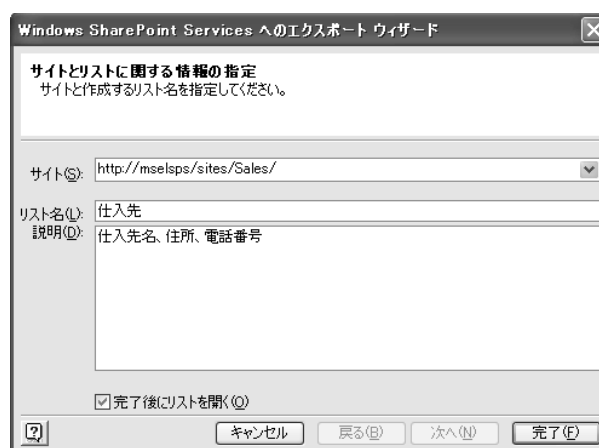 Windows SharePoint Services へのエクスポート ウィザード
サイトとリストに関する情報の指定
サイトと作成するリスト名を指定してください。
サイト(S): http://mselsps/sites/Sales/
リスト名(L): 仕入先
説明(D): 仕入先名、住所、電話番号
完了後にリストを開く(O)
キャンセル 戻る(B) 次へ(N) 完了(F)